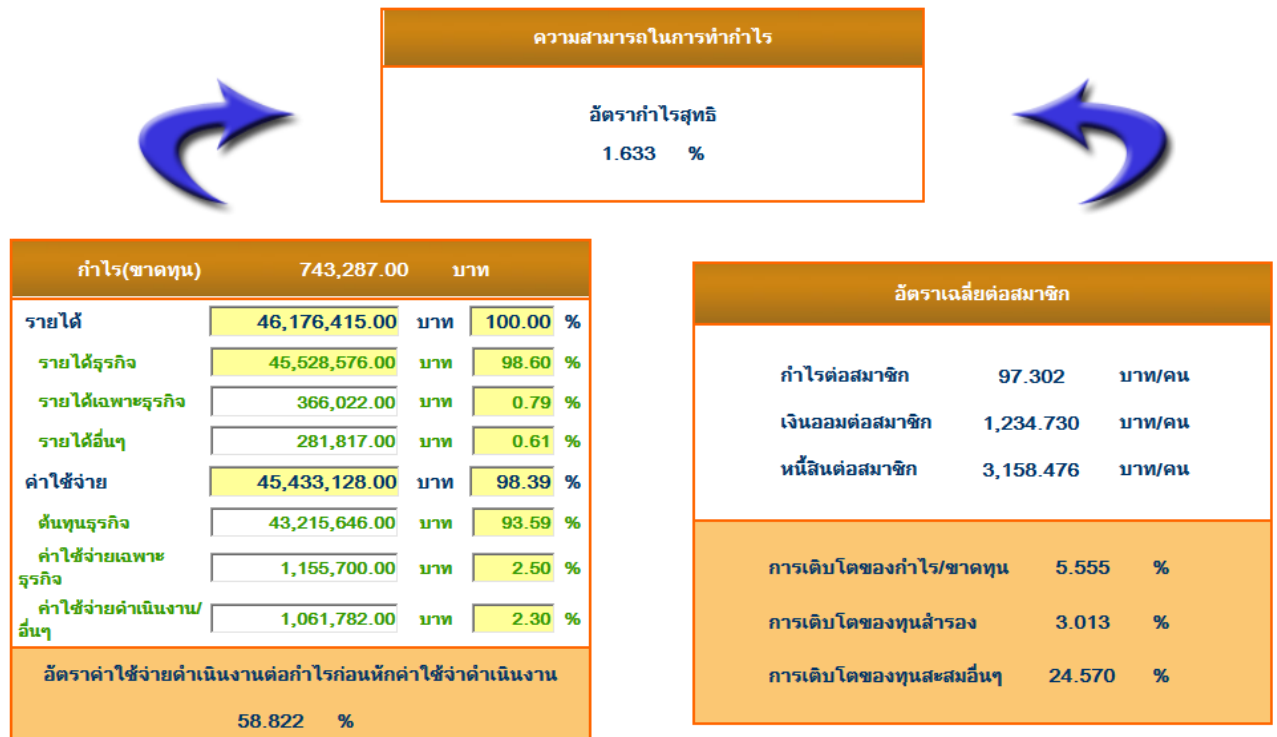 ความสามารถในการทำกำไร
อัตรากำไรสุทธิ
1.633 %
กำไร(ขาดทุน) 743,287.00 บาท
รายได้ 46,176,415.00 บาท 100.00 %
รายได้ธุรกิจ 45,528,576.00 บาท 98.60 %
รายได้เฉพาะธุรกิจ 366,022.00 บาท 0.79 %
รายได้อื่นๆ 281,817.00 บาท 0.61 %
ค่าใช้จ่าย 45,433,128.00 บาท 98.39 %
ต้นทุนธุรกิจ 43,215,646.00 บาท 93.59 %
ค่าใช้จ่ายเฉพาะ
ธุรกิจ 1,155,700.00 บาท 2.50 %
ค่าใช้จ่ายดำเนินงาน/
อื่นๆ 1,061,782.00 บาท 2.30 %
อัตราค่าใช้จ่ายดำเนินงานต่อกำไรก่อนหักค่าใช้จ่าดำเนินงาน
58.822 %
อัตราเฉลี่ยต่อสมาชิก
กำไรต่อสมาชิก 97.302 บาท/คน
เงินออมต่อสมาชิก 1,234.730 บาท/คน
หนี้สินต่อสมาชิก 3,158.476 บาท/คน
การเติบโตของกำไร/ขาดทุน 5.555 %
การเติบโตของทุนสำรอง 3.013 %
การเติบโตของทุนสะสมอื่นๆ 24.570 %